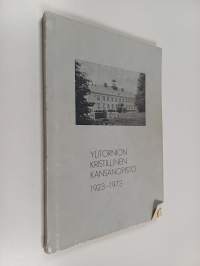 YLITORNION
KRISTILLINEN
KANSANOPISTO
1923-1973